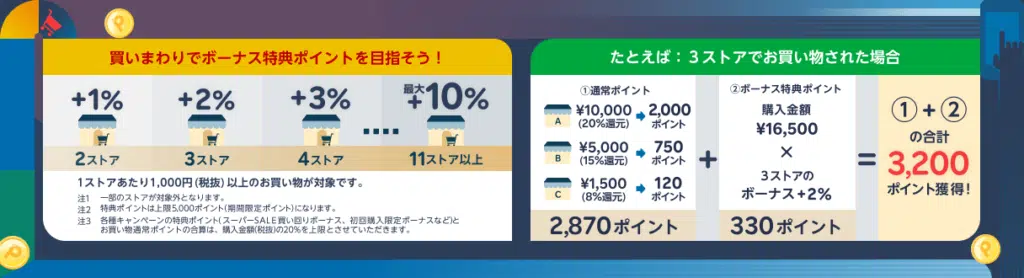 買いまわりでボーナス特典ポイントを目指そう！
+1%
2ストア
+2%
3ストア
+3%
4ストア
最大
+10%
11ストア以上
1ストアあたり1,000円(税抜)以上のお買い物が対象です。
注1 一部のストアが対象外となります。
注2 特典ポイントは上限5,000ポイント(期間限定ポイント)になります。
注3 各種キャンペーンの特典ポイント(スーパーSALE買い回りボーナス、初回購入限定ボーナスなど)と
お買い物通常ポイントの合算は、購入金額(税抜)の20%を上限とさせていただきます。
たとえば：3ストアでお買い物された場合
①通常ポイント
A
¥10,000
(20%還元)
2,000
ポイント
B
¥5,000
(15%還元)
750
ポイント
C
¥1,500
(8%還元)
120
ポイント
2,870ポイント
+
②ボーナス特典ポイント
購入金額
¥16,500
×
3ストアの
ボーナス+2%
330ポイント
=
①+②
の合計
3,200
ポイント獲得！